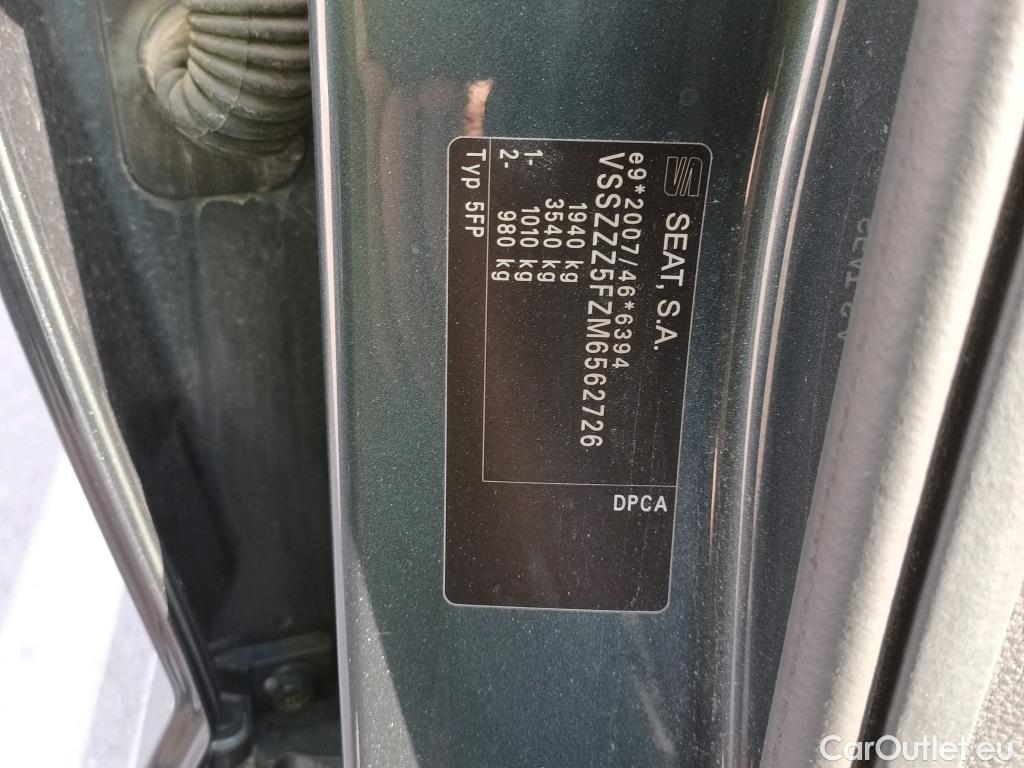 SEAT, S.A.
e9*2007/46*6394
VSSZZZ5FZM6562726
1940 kg
3540 kg
1- 1010 kg
2- 980 kg
Typ 5FP
DPCA
CarOutlet.eu